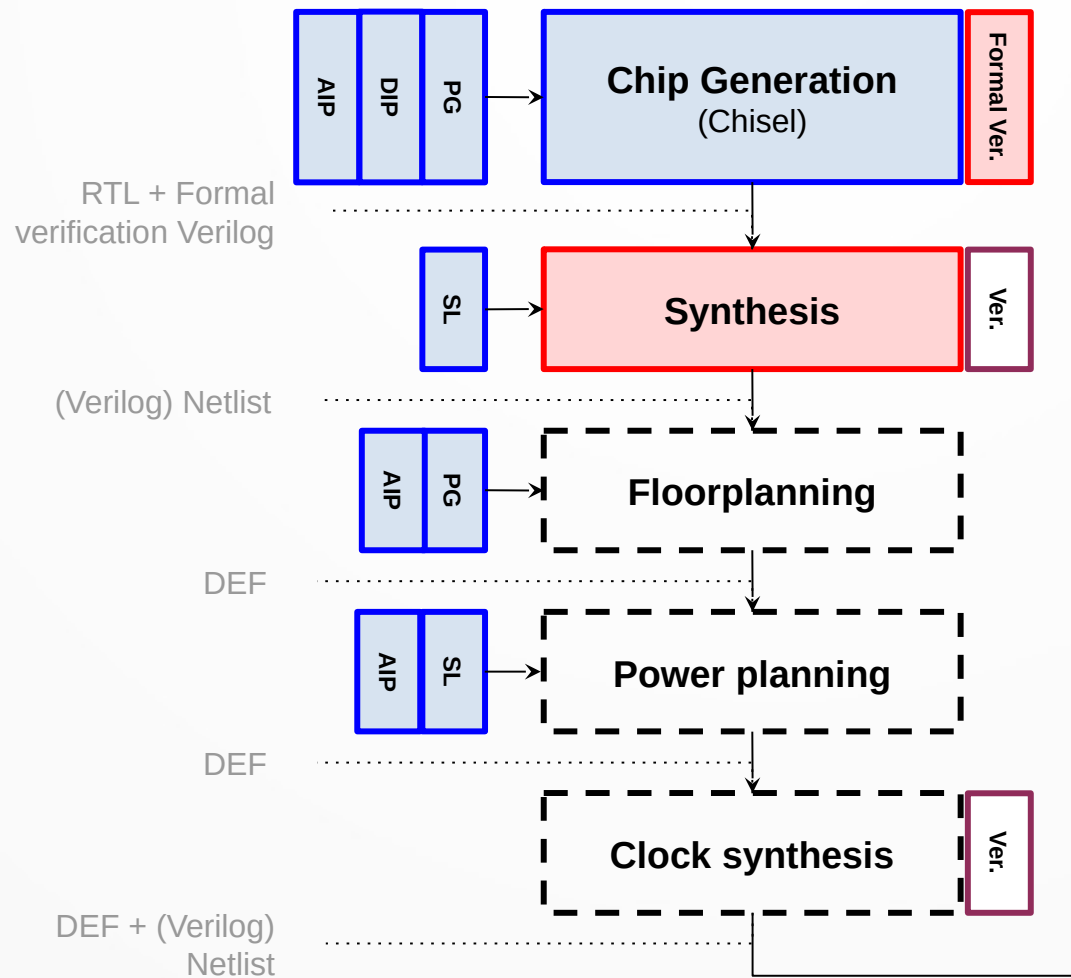 AIP
DIP
PG
Chip Generation
(Chisel)
Formal Ver.
RTL + Formal
verification Verilog
SL
Synthesis
Ver.
(Verilog) Netlist
AIP
PG
Floorplanning
DEF
AIP
SL
Power planning
DEF
Clock synthesis
Ver.
DEF + (Verilog)
Netlist